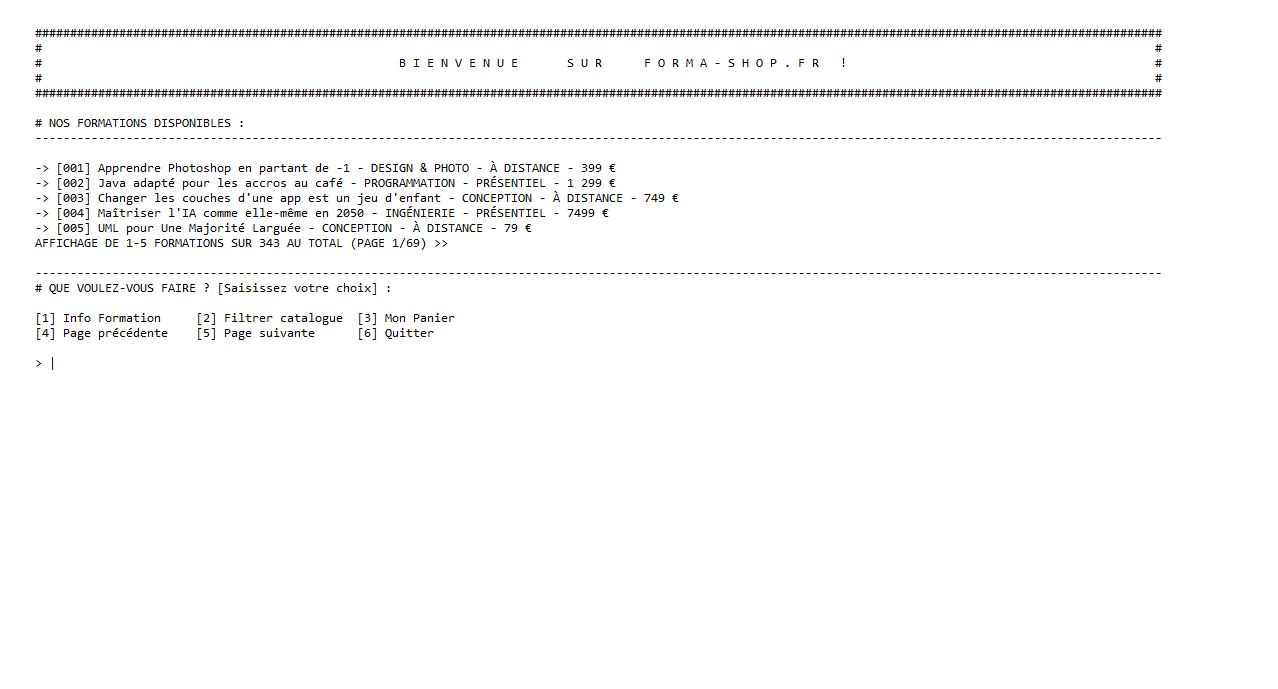 #################################################################################################################################################################
#                                                                                                                                                               #
#                                                   B I E N V E N U E      S U R     F O R M A - S H O P . F R  !                                            #
#                                                                                                                                                               #
#################################################################################################################################################################
# NOS FORMATIONS DISPONIBLES :
-----------------------------------------------------------------------------------------------------------------------------------------------------------------
-> [001] Apprendre Photoshop en partant de -1 - DESIGN & PHOTO - À DISTANCE - 399 €
-> [002] Java adapté pour les accros au café - PROGRAMMATION - PRÉSENTIEL - 1 299 €
-> [003] Changer les couches d'une app est un jeu d'enfant - CONCEPTION - À DISTANCE - 749 €
-> [004] Maîtriser l'IA comme elle-même en 2050 - INGÉNIERIE - PRÉSENTIEL - 7499 €
-> [005] UML pour Une Majorité Larguée - CONCEPTION - À DISTANCE - 79 €
AFFICHAGE DE 1-5 FORMATIONS SUR 343 AU TOTAL (PAGE 1/69) >>
-----------------------------------------------------------------------------------------------------------------------------------------------------------------
# QUE VOULEZ-VOUS FAIRE ? [Saisissez votre choix] :
[1] Info Formation     [2] Filtrer catalogue  [3] Mon Panier
[4] Page précédente    [5] Page suivante      [6] Quitter
> |